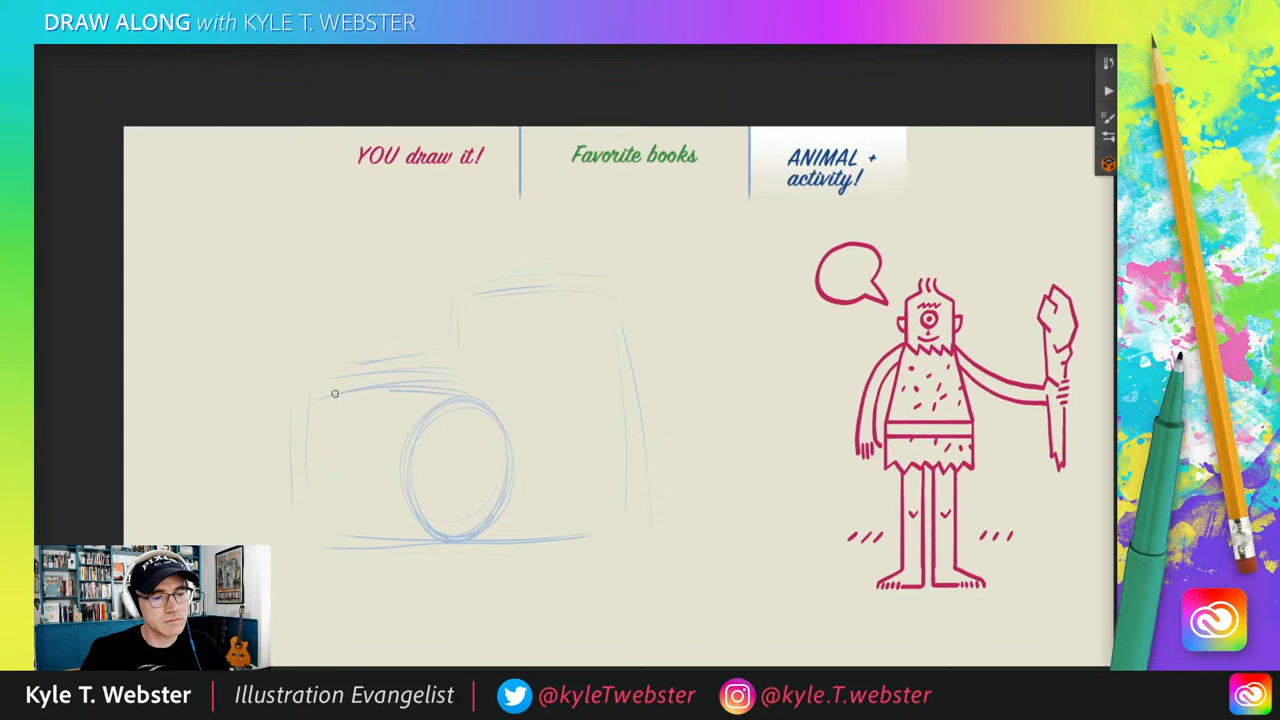 DRAW ALONG with KYLE T. WEBSTER
YOU draw it!
Favorite books
ANIMAL +
activity!
PIXAR
Kyle T. Webster | Illustration Evangelist | @kyleTwebster @kyle.T.webster